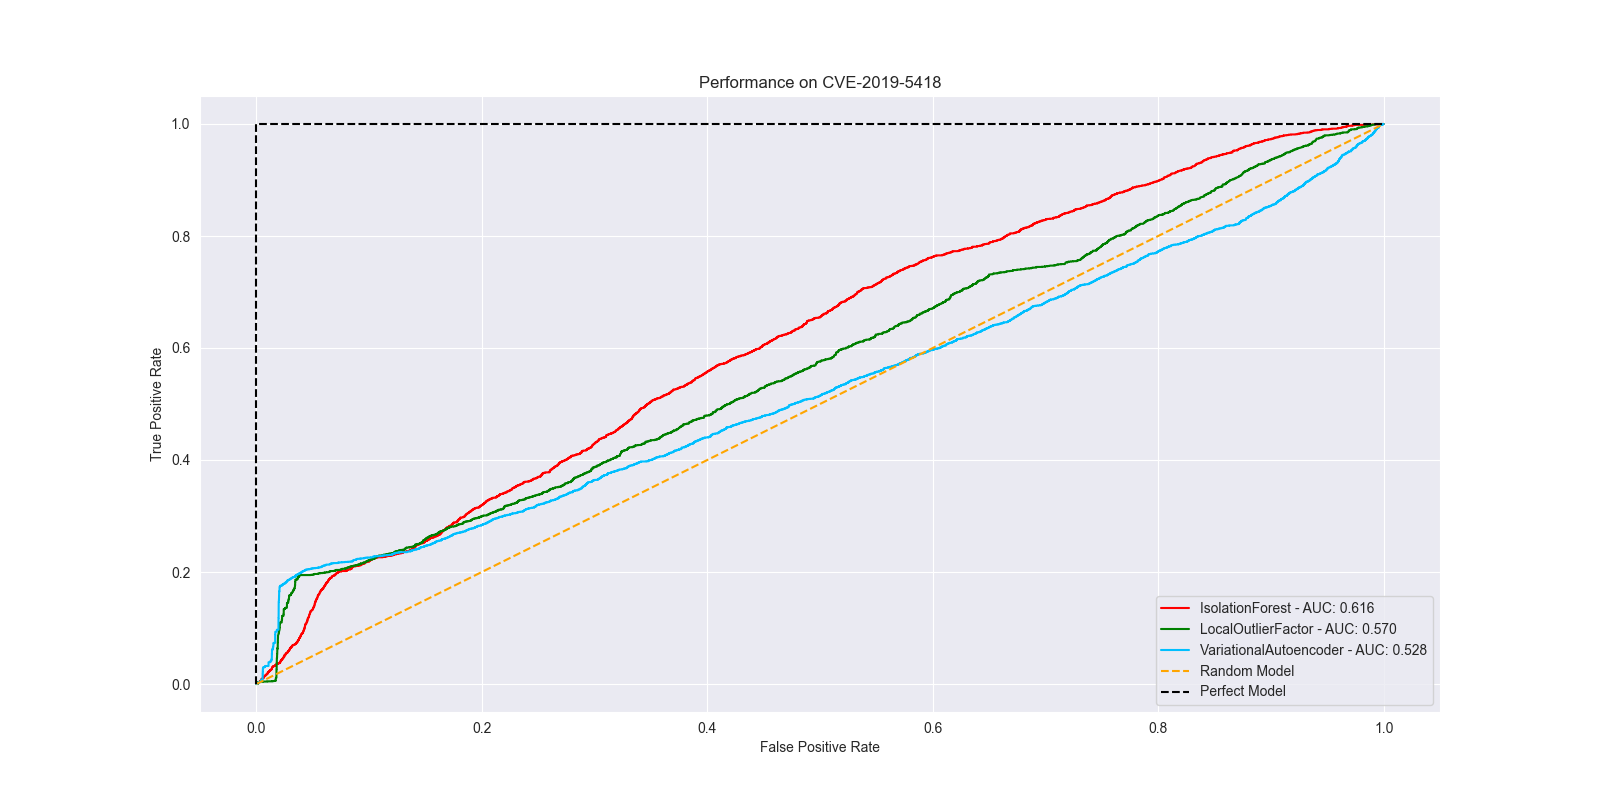 Performance on CVE-2019-5418
1.0
0.8
0.6
0.4
0.2
0.0
True Positive Rate
IsolationForest - AUC: 0.616
LocalOutlierFactor - AUC: 0.570
VariationalAutoencoder - AUC: 0.528
Random Model
Perfect Model
0.0 0.2 0.4 0.6 0.8 1.0
False Positive Rate